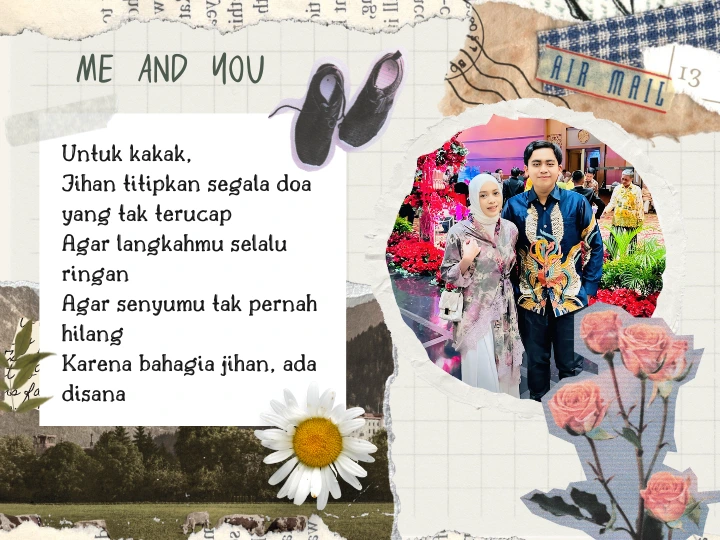 ME AND YOU
Untuk kakak,
Jihan titipkan segala doa
yang tak terucap
Agar langkahmu selalu
ringan
Agar senyumu tak pernah
hilang
Karena bahagia jihan, ada
disana
AIR MAIL
13